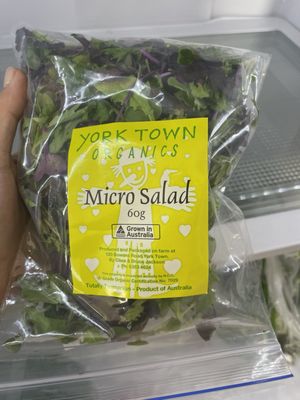 YORK TOWN
ORGANICS
Micro Salad
60g
Grown in
Australia
Produced and Packaged on farm at
York Town.
Product of Australia